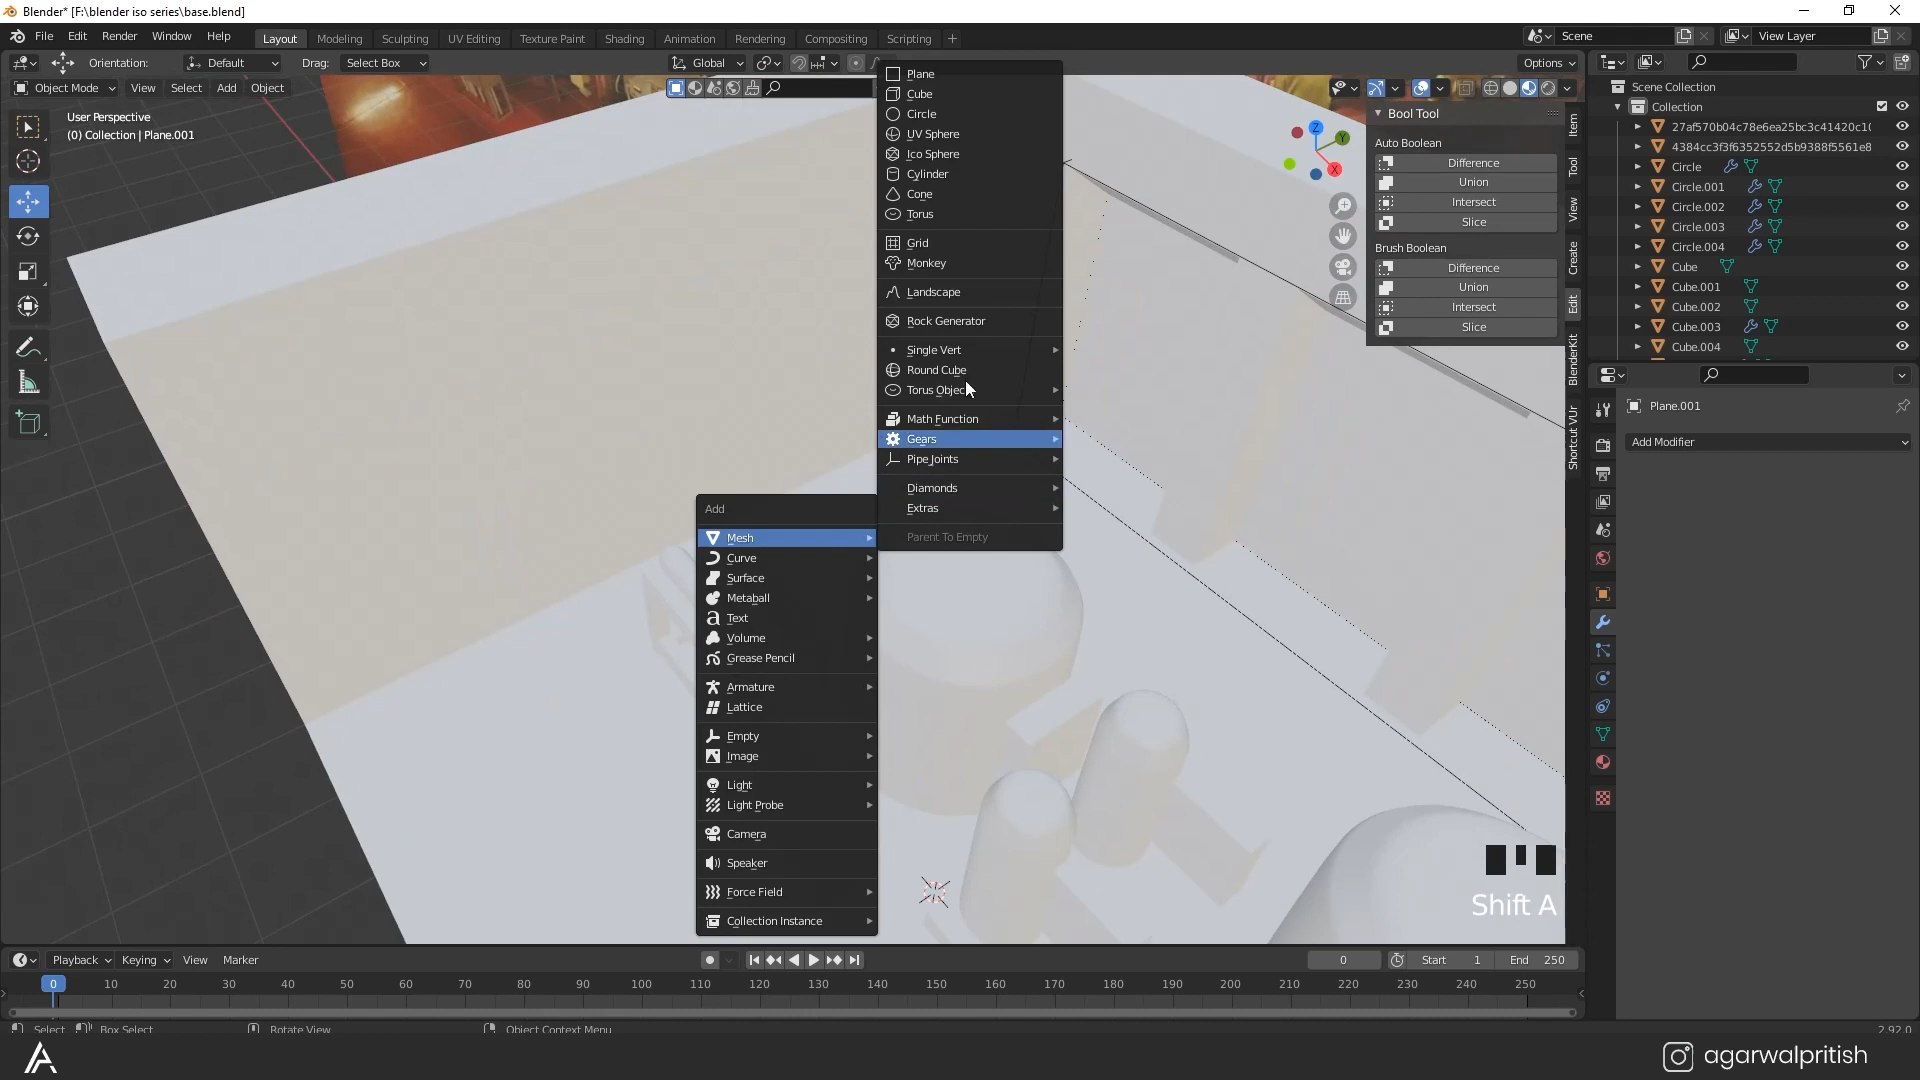 Blender* [F:\blender iso series\base.blend]
File Edit Render Window Help Layout Modeling Sculpting UV Editing Texture Paint Shading Animation Rendering Compositing Scripting + Scene View Layer
Orientation: Default Drag: Select Box Global Options
Object Mode View Select Add Object
User Perspective
(0) Collection | Plane.001
Plane
Cube
Circle
UV Sphere
Ico Sphere
Cylinder
Cone
Torus
Grid
Monkey
Landscape
Rock Generator
Single Vert
Round Cube
Torus Objec
Math Function
Gears
Pipe Joints
Diamonds
Extras
Parent To Empty
Add
Mesh
Curve
Surface
Metaball
Text
Volume
Grease Pencil
Armature
Lattice
Empty
Image
Light
Light Probe
Camera
Speaker
Force Field
Collection Instance
Z
Y
X
Bool Tool
Auto Boolean
Difference
Union
Intersect
Slice
Brush Boolean
Difference
Union
Intersect
Slice
Item
Tool
View
Create
Edit
BlenderKit
Shortcut VUr
Scene Collection
Collection
27af570b04c78e6ea25bc3c41420c1(
4384cc3f3f6352552d5b9388f5561e8
Circle
Circle.001
Circle.002
Circle.003
Circle.004
Cube
Cube.001
Cube.002
Cube.003
Cube.004
Plane.001
Add Modifier
Shift A
Playback Keying View Marker 0 Start 1 End 250
0 10 20 30 40 50 60 70 80 90 100 110 120 130 140 150 160 170 180 190 200 210 220 230 240 250
Select Box Select Rotate View Object Context Menu 2.92.0
agarwalpritish